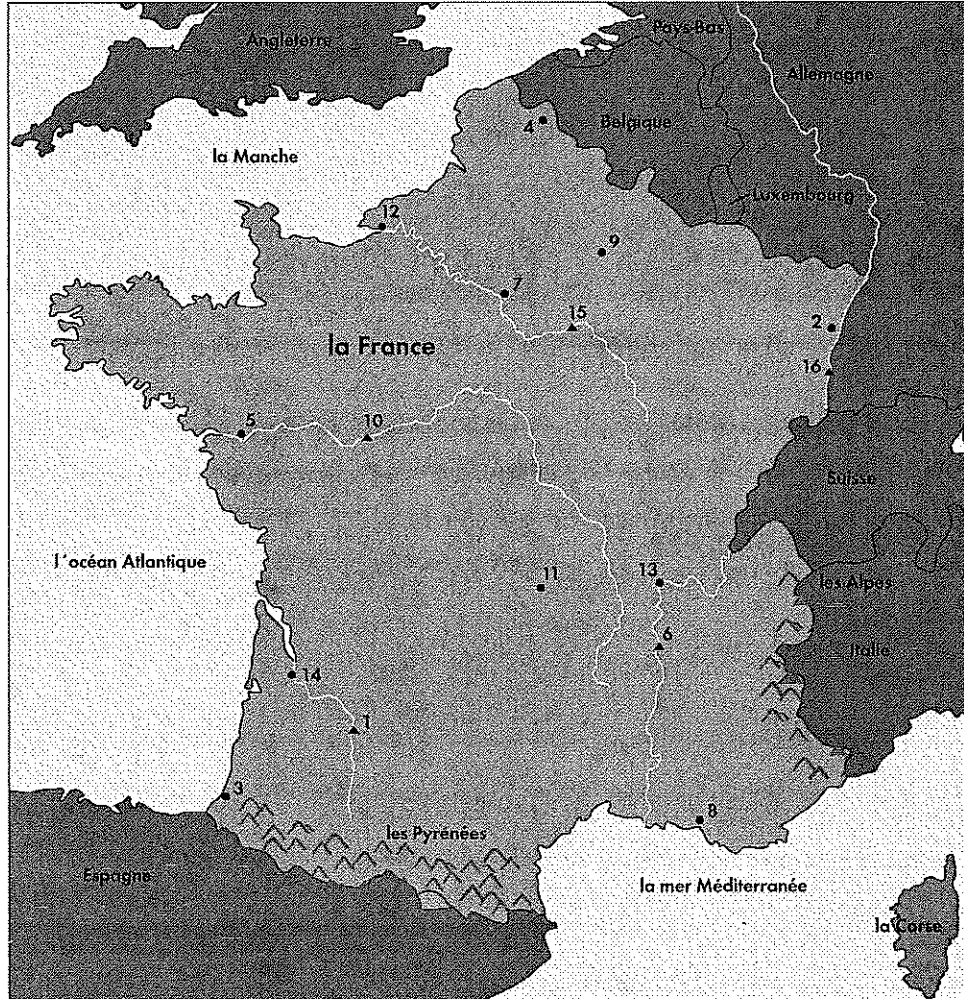 Pays-Bas
Angleterre
Allemagne
4
Belgique
la Manche
Luxembourg
12
9
7
15
2
la France
16
5
10
Suisse
l'océan Atlantique
11
13
les Alpes
6
Italie
14
1
3
8
les Pyrénées
Espagne
la mer Méditerranée
la Corse